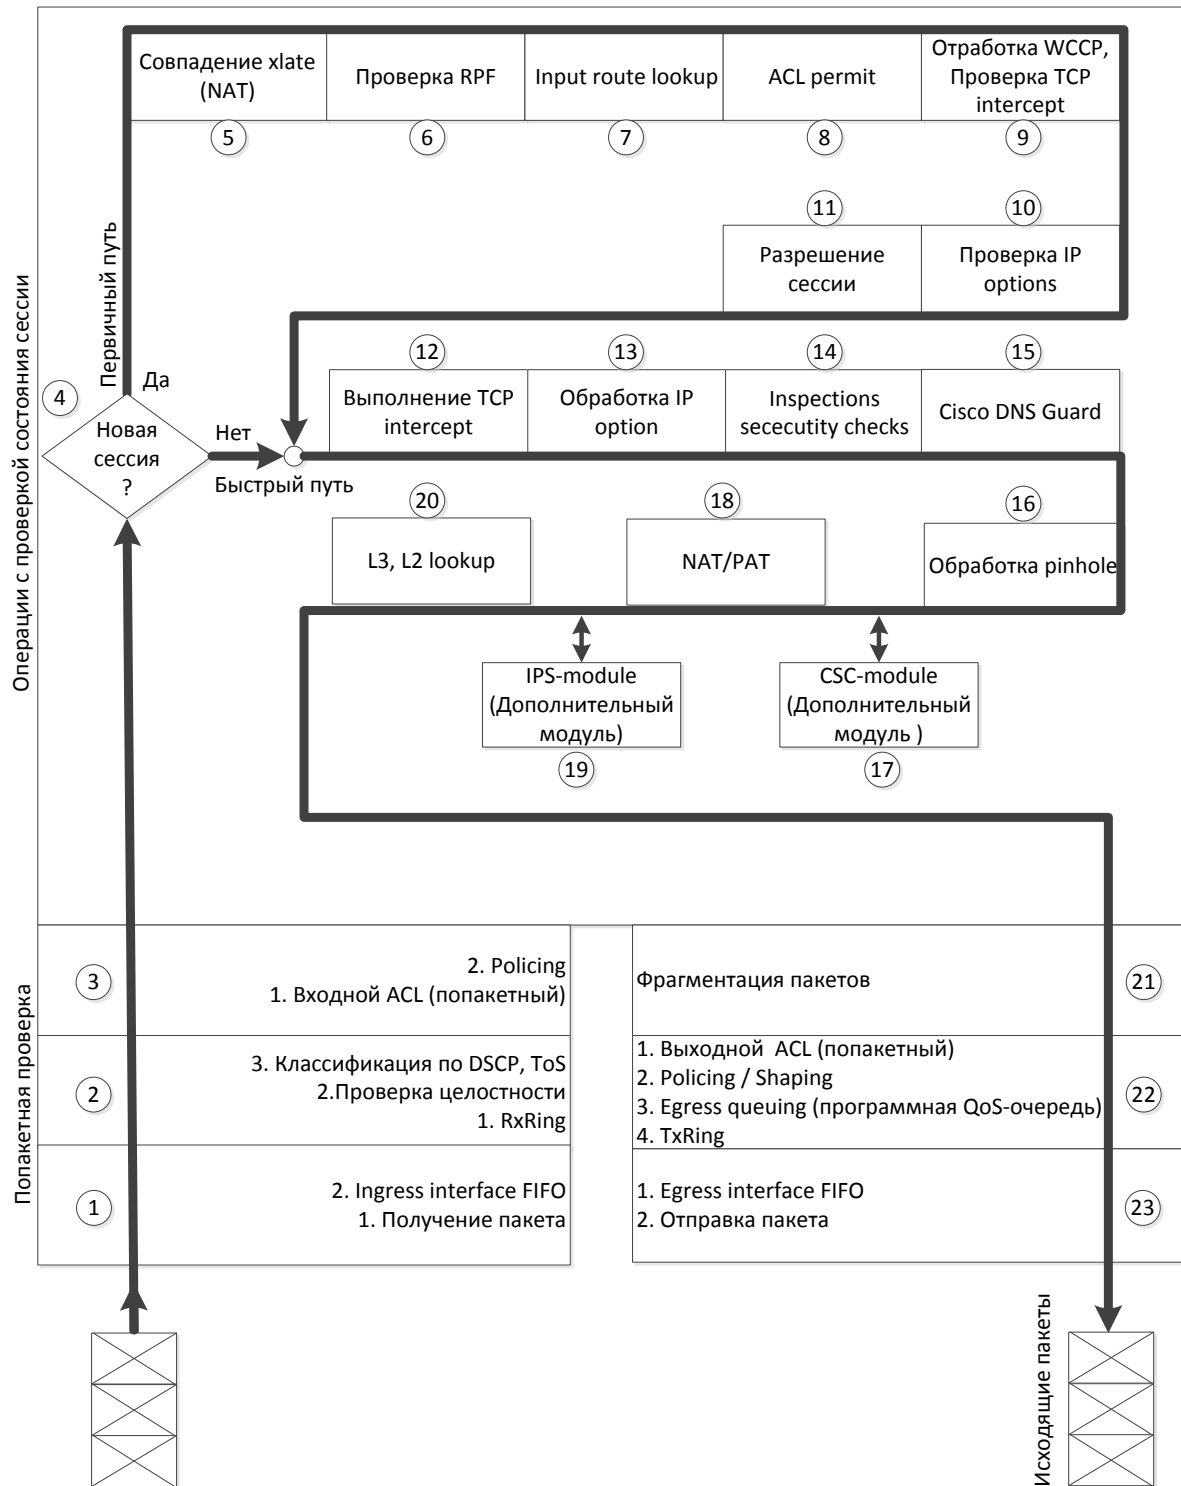 Совпадение xlate
(NAT)
5
Проверка RPF
6
Input route lookup
7
ACL permit
8
Отработка WCCP,
Проверка TCP
intercept
9
11
Разрешение
сессии
10
Проверка IP
options
Операции с проверкой состояния сессии
Первичный путь
4
Да
Новая
сессия
?
Нет
Быстрый путь
12
Выполнение TCP
intercept
13
Обработка IP
option
14
Inspections
sececutity checks
15
Cisco DNS Guard
20
L3, L2 lookup
18
NAT/PAT
16
Обработка pinhole
IPS-module
(Дополнительный
модуль)
19
CSC-module
(Дополнительный
модуль )
17
Попакетная проверка
3
2. Policing
1. Входной ACL (попакетный)
2
3. Классификация по DSCP, ToS
2.Проверка целостности
1. RxRing
1
2. Ingress interface FIFO
1. Получение пакета
Фрагментация пакетов
21
1. Выходной ACL (попакетный)
2. Policing / Shaping
3. Egress queuing (программная QoS-очередь)
4. TxRing
22
1. Egress interface FIFO
2. Отправка пакета
23
Исходящие пакеты